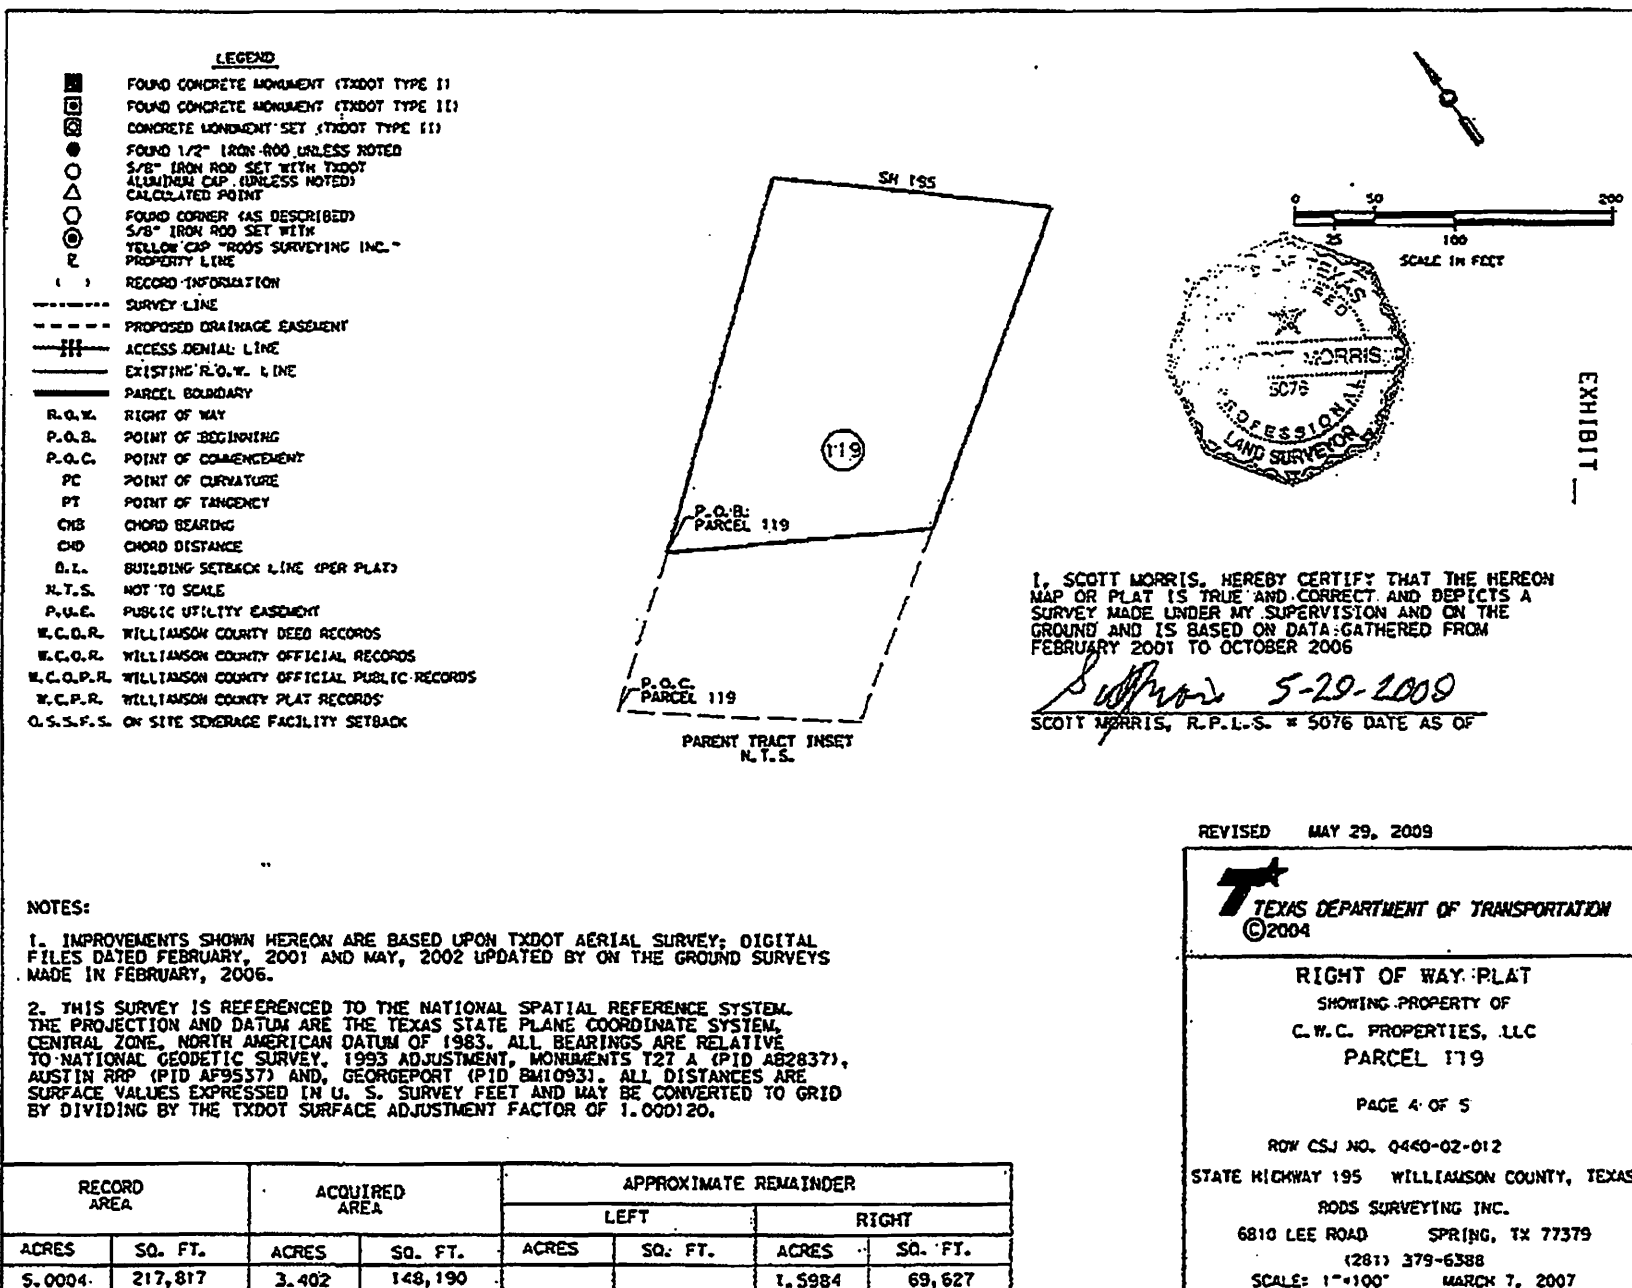 LEGEND
FOUND CONCRETE MONUMENT (TXDOT TYPE I)
FOUND CONCRETE MONUMENT (TXDOT TYPE II)
CONCRETE MONUMENT SET (TXDOT TYPE II)
FOUND 1/2" IRON ROD UNLESS NOTED
5/8" IRON ROD SET WITH TXDOT
ALUMINUM CAP (UNLESS NOTED)
CALCULATED POINT
FOUND CORNER (AS DESCRIBED)
5/8" IRON ROD SET WITH
YELLOW CAP "RODS SURVEYING INC."
PROPERTY LINE
( ) RECORD INFORMATION
SURVEY LINE
PROPOSED DRAINAGE EASEMENT
ACCESS DENIAL LINE
EXISTING R.O.W. LINE
PARCEL BOUNDARY
R.O.W. RIGHT OF WAY
P.O.B. POINT OF BEGINNING
P.O.C. POINT OF COMMENCEMENT
PC POINT OF CURVATURE
PT POINT OF TANGENCY
CHB CHORD BEARING
CHD CHORD DISTANCE
B.L. BUILDING SETBACK LINE (PER PLAT)
N.T.S. NOT TO SCALE
P.U.E. PUBLIC UTILITY EASEMENT
W.C.D.R. WILLIAMSON COUNTY DEED RECORDS
W.C.O.R. WILLIAMSON COUNTY OFFICIAL RECORDS
W.C.O.P.R. WILLIAMSON COUNTY OFFICIAL PUBLIC RECORDS
W.C.P.R. WILLIAMSON COUNTY PLAT RECORDS
O.S.S.F.S. ON SITE SEWERAGE FACILITY SETBACK
SH 195
119
P.O.B.
PARCEL 119
P.O.C.
PARCEL 119
PARENT TRACT INSET
N.T.S.
0 50 200
25 100
SCALE IN FEET
OF TEXAS
MORRIS
5076
PROFESSIONAL
LAND SURVEYOR
EXHIBIT _
I, SCOTT MORRIS, HEREBY CERTIFY THAT THE HEREON
MAP OR PLAT IS TRUE AND CORRECT AND DEPICTS A
SURVEY MADE UNDER MY SUPERVISION AND ON THE
GROUND AND IS BASED ON DATA GATHERED FROM
FEBRUARY 2001 TO OCTOBER 2006
5-29-2009
SCOTT MORRIS, R.P.L.S. # 5076 DATE AS OF
REVISED MAY 29, 2009
TEXAS DEPARTMENT OF TRANSPORTATION
©2004
RIGHT OF WAY PLAT
SHOWING PROPERTY OF
C.W.C. PROPERTIES, LLC
PARCEL 119
PAGE 4 OF 5
ROW CSJ NO. 0440-02-012
STATE HIGHWAY 195 WILLIAMSON COUNTY, TEXAS
RODS SURVEYING INC.
6810 LEE ROAD SPRING, TX 77379
(281) 379-6388
SCALE: 1"=100' MARCH 7, 2007
NOTES:
1. IMPROVEMENTS SHOWN HEREON ARE BASED UPON TXDOT AERIAL SURVEY; DIGITAL
FILES DATED FEBRUARY, 2001 AND MAY, 2002 UPDATED BY ON THE GROUND SURVEYS
MADE IN FEBRUARY, 2006.
2. THIS SURVEY IS REFERENCED TO THE NATIONAL SPATIAL REFERENCE SYSTEM.
THE PROJECTION AND DATUM ARE THE TEXAS STATE PLANE COORDINATE SYSTEM,
CENTRAL ZONE, NORTH AMERICAN DATUM OF 1983. ALL BEARINGS ARE RELATIVE
TO NATIONAL GEODETIC SURVEY, 1993 ADJUSTMENT, MONUMENTS T27 A (PID AB2837),
AUSTIN RRP (PID AF9537) AND, GEORGEPORT (PID BM1093). ALL DISTANCES ARE
SURFACE VALUES EXPRESSED IN U. S. SURVEY FEET AND MAY BE CONVERTED TO GRID
BY DIVIDING BY THE TXDOT SURFACE ADJUSTMENT FACTOR OF 1.000120.
RECORD AREA ACQUIRED AREA APPROXIMATE REMAINDER
LEFT RIGHT
ACRES SQ. FT. ACRES SQ. FT. ACRES SQ. FT. ACRES SQ. FT.
5.0004 217,817 3.402 148,190 1.5984 69,627